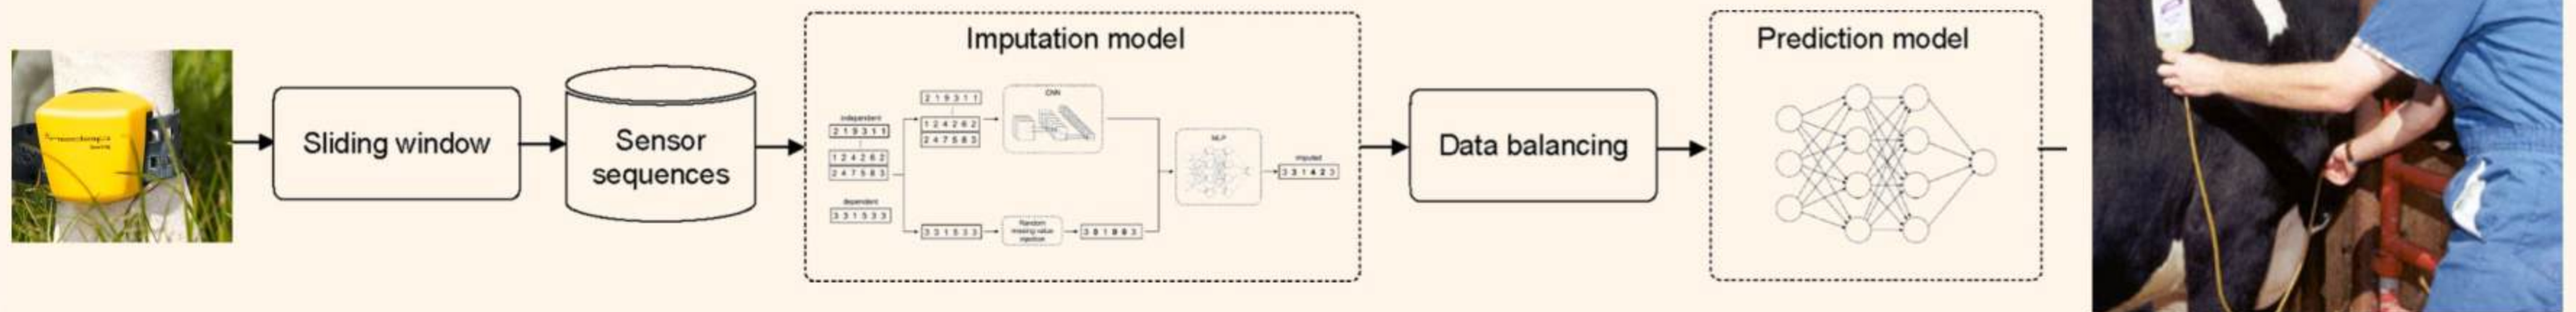 Sliding window
Sensor
sequences
Imputation model
independent
2 1 9 3 1 1
1 2 4 2 6 2
2 4 7 5 8 3
dependent
3 3 1 5 3 3
2 1 9 3 1 1
1 2 4 2 6 2
2 4 7 5 8 3
CNN
3 3 1 5 3 3
Random
missing value
injection
MLP
imputed
3 3 1 4 2 3
Data balancing
Prediction model